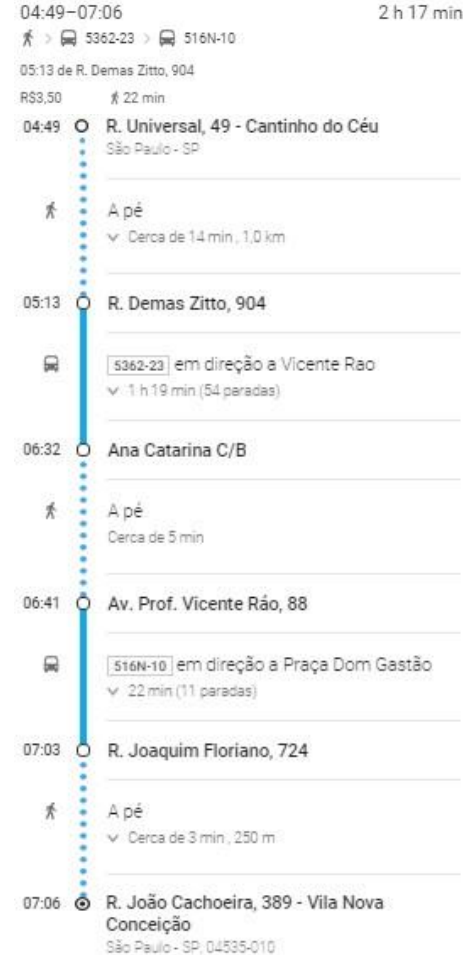 04:49–07:06 2 h 17 min
5362-23 > 516N-10
05:13 de R. Demas Zitto, 904
R$3,50 22 min
04:49 R. Universal, 49 - Cantinho do Céu
São Paulo - SP
A pé
Cerca de 14 min , 1,0 km
05:13 R. Demas Zitto, 904
5362-23 em direção a Vicente Rao
1 h 19 min (54 paradas)
06:32 Ana Catarina C/B
A pé
Cerca de 5 min
06:41 Av. Prof. Vicente Ráo, 88
516N-10 em direção a Praça Dom Gastão
22 min (11 paradas)
07:03 R. Joaquim Floriano, 724
A pé
Cerca de 3 min , 250 m
07:06 R. João Cachoeira, 389 - Vila Nova
Conceição
São Paulo - SP, 04535-010